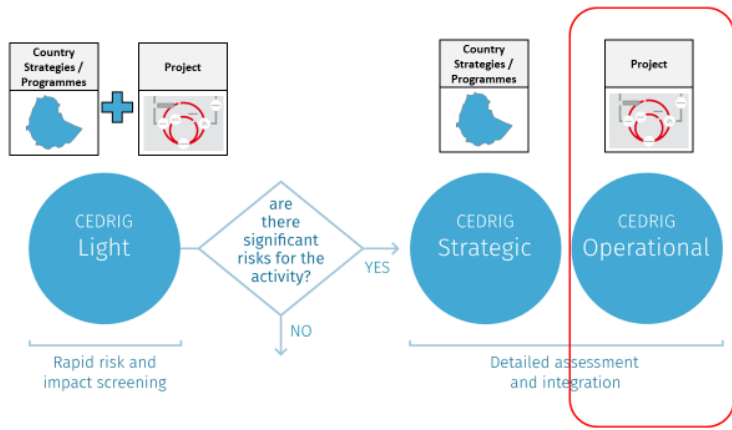 Country
Strategies /
Programmes
Project
Country
Strategies /
Programmes
Project
CEDRIG
Light
are
there
significant
risks for the
activity?
YES
NO
CEDRIG
Strategic
CEDRIG
Operational
Rapid risk and
impact screening
Detailed assessment
and integration